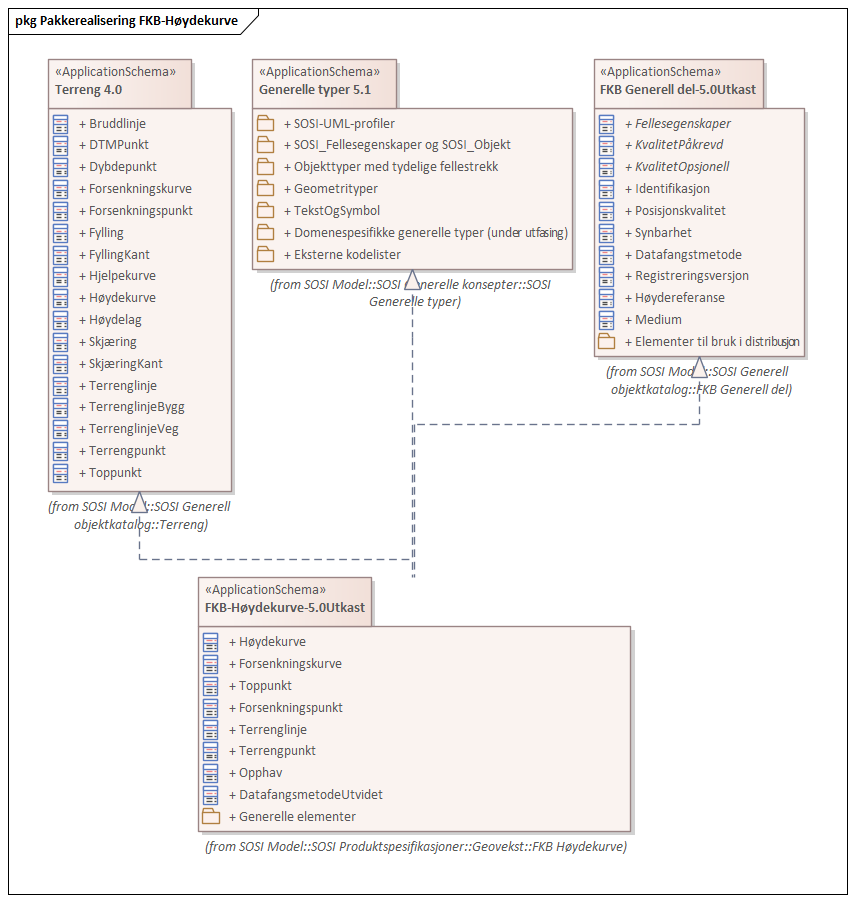 pkg Pakkerealisering FKB-Høydekurve
«ApplicationSchema»
Terreng 4.0
+ Bruddlinje
+ DTMPunkt
+ Dybdepunkt
+ Forsenkningskurve
+ Forsenkningspunkt
+ Fylling
+ FyllingKant
+ Hjelpekurve
+ Høydekurve
+ Høydelag
+ Skjæring
+ SkjæringKant
+ Terrenglinje
+ TerrenglinjeBygg
+ TerrenglinjeVeg
+ Terrengpunkt
+ Toppunkt
(from SOSI Model::SOSI Generell
objektkatalog::Terreng)
«ApplicationSchema»
Generelle typer 5.1
+ SOSI-UML-profiler
+ SOSI_Fellesegenskaper og SOSI_Objekt
+ Objekttyper med tydelige fellestrekk
+ Geometrityper
+ TekstOgSymbol
+ Domenespesifikke generelle typer (under utfasing)
+ Eksterne kodelister
(from SOSI Model::SOSI Generelle konsepter::SOSI
Generelle typer)
«ApplicationSchema»
FKB Generell del-5.0Utkast
+ Fellesegenskaper
+ KvalitetPåkrevd
+ KvalitetOpsjonell
+ Identifikasjon
+ Posisjonskvalitet
+ Synbarhet
+ Datafangstmetode
+ Registreringsversjon
+ Høydereferanse
+ Medium
+ Elementer til bruk i distribusjon
(from SOSI Model::SOSI Generell
objektkatalog::FKB Generell del)
«ApplicationSchema»
FKB-Høydekurve-5.0Utkast
+ Høydekurve
+ Forsenkningskurve
+ Toppunkt
+ Forsenkningspunkt
+ Terrenglinje
+ Terrengpunkt
+ Opphav
+ DatafangsmetodeUtvidet
+ Generelle elementer
(from SOSI Model::SOSI Produktspesifikasjoner::Geovekst::FKB Høydekurve)